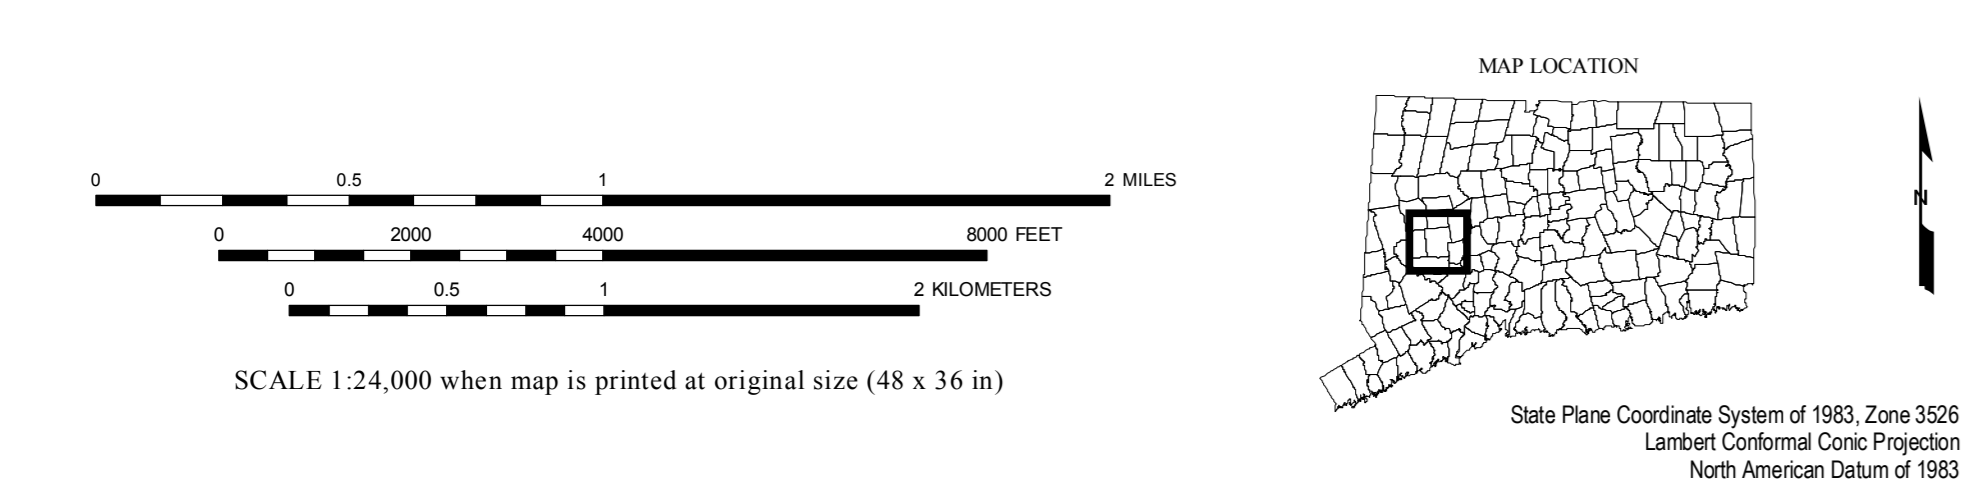 0 0.5 1 2 MILES
0 2000 4000 8000 FEET
0 0.5 1 2 KILOMETERS
SCALE 1:24,000 when map is printed at original size (48 x 36 in)
MAP LOCATION
N
State Plane Coordinate System of 1983, Zone 3526
Lambert Conformal Conic Projection
North American Datum of 1983